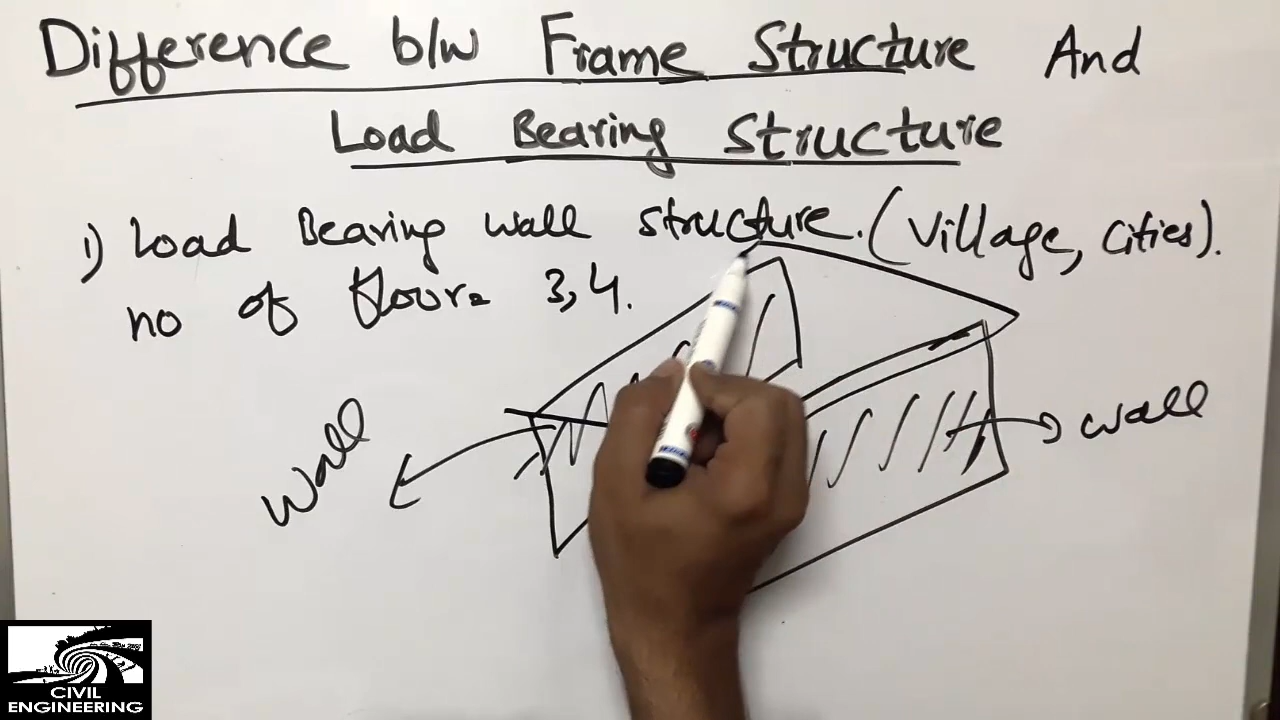 Difference b/w Frame Structure And
Load Bearing Structure
1) Load Bearing wall structure. (Village, Cities).
no of floor= 3,4.
wall
wall
CIVIL
ENGINEERING